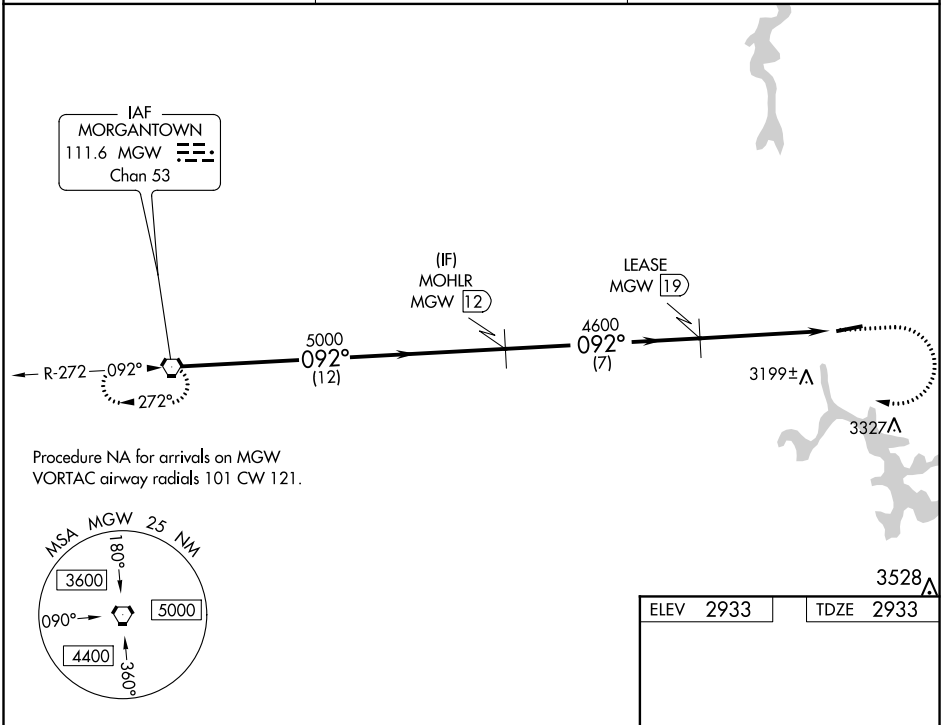 IAF
MORGANTOWN
111.6 MGW
Chan 53
(IF)
MOHLR
MGW 12
LEASE
MGW 19
5000
092°
(12)
4600
092°
(7)
R-272
092°
272°
3199±
3327
Procedure NA for arrivals on MGW
VORTAC airway radials 101 CW 121.
MSA MGW 25 NM
180°
3600
090°
5000
4400
360°
3528
ELEV 2933
TDZE 2933